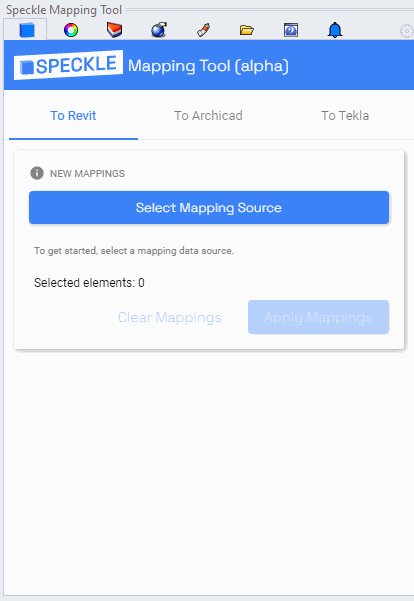 Speckle Mapping Tool
SPECKLE Mapping Tool (alpha)
To Revit To Archicad To Tekla
NEW MAPPINGS
Select Mapping Source
To get started, select a mapping data source.
Selected elements: 0
Clear Mappings Apply Mappings